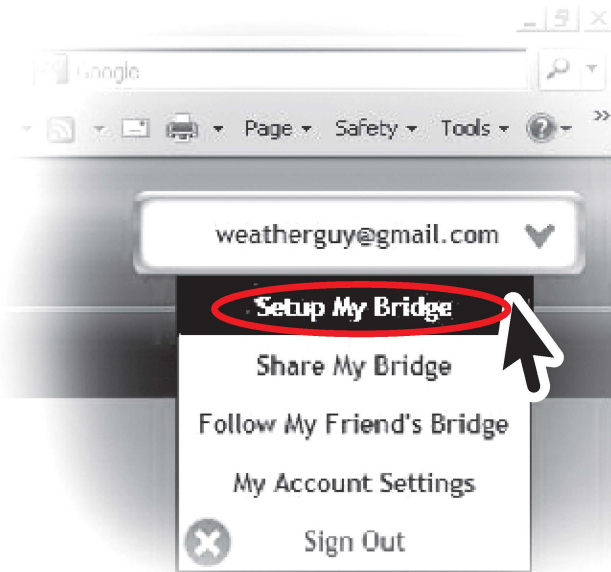 Google
Page Safety Tools »
weatherguy@gmail.com
Setup My Bridge
Share My Bridge
Follow My Friend's Bridge
My Account Settings
Sign Out